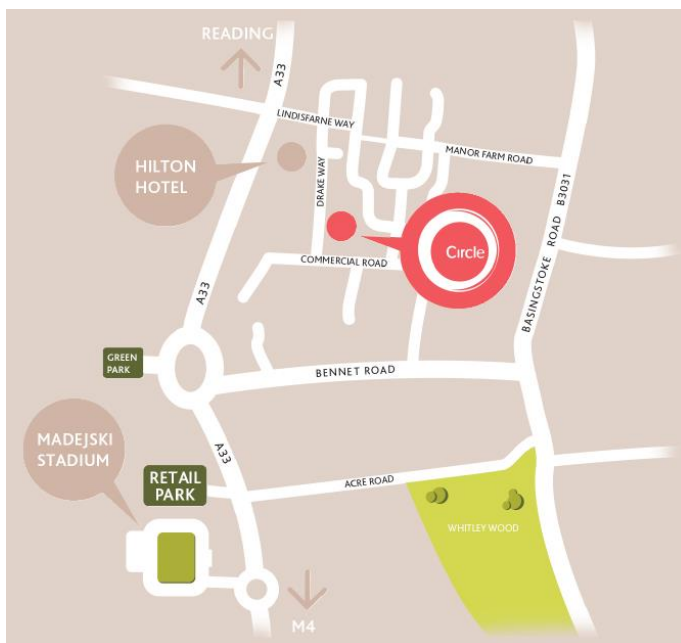 READING
A33
LINDISFARNE WAY
MANOR FARM ROAD
HILTON
HOTEL
DRAKE WAY
BASINGSTOKE ROAD B3031
Circle
COMMERCIAL ROAD
A33
GREEN
PARK
BENNET ROAD
MADEJSKI
STADIUM
A33
RETAIL
PARK
ACRE ROAD
WHITLEY WOOD
M4